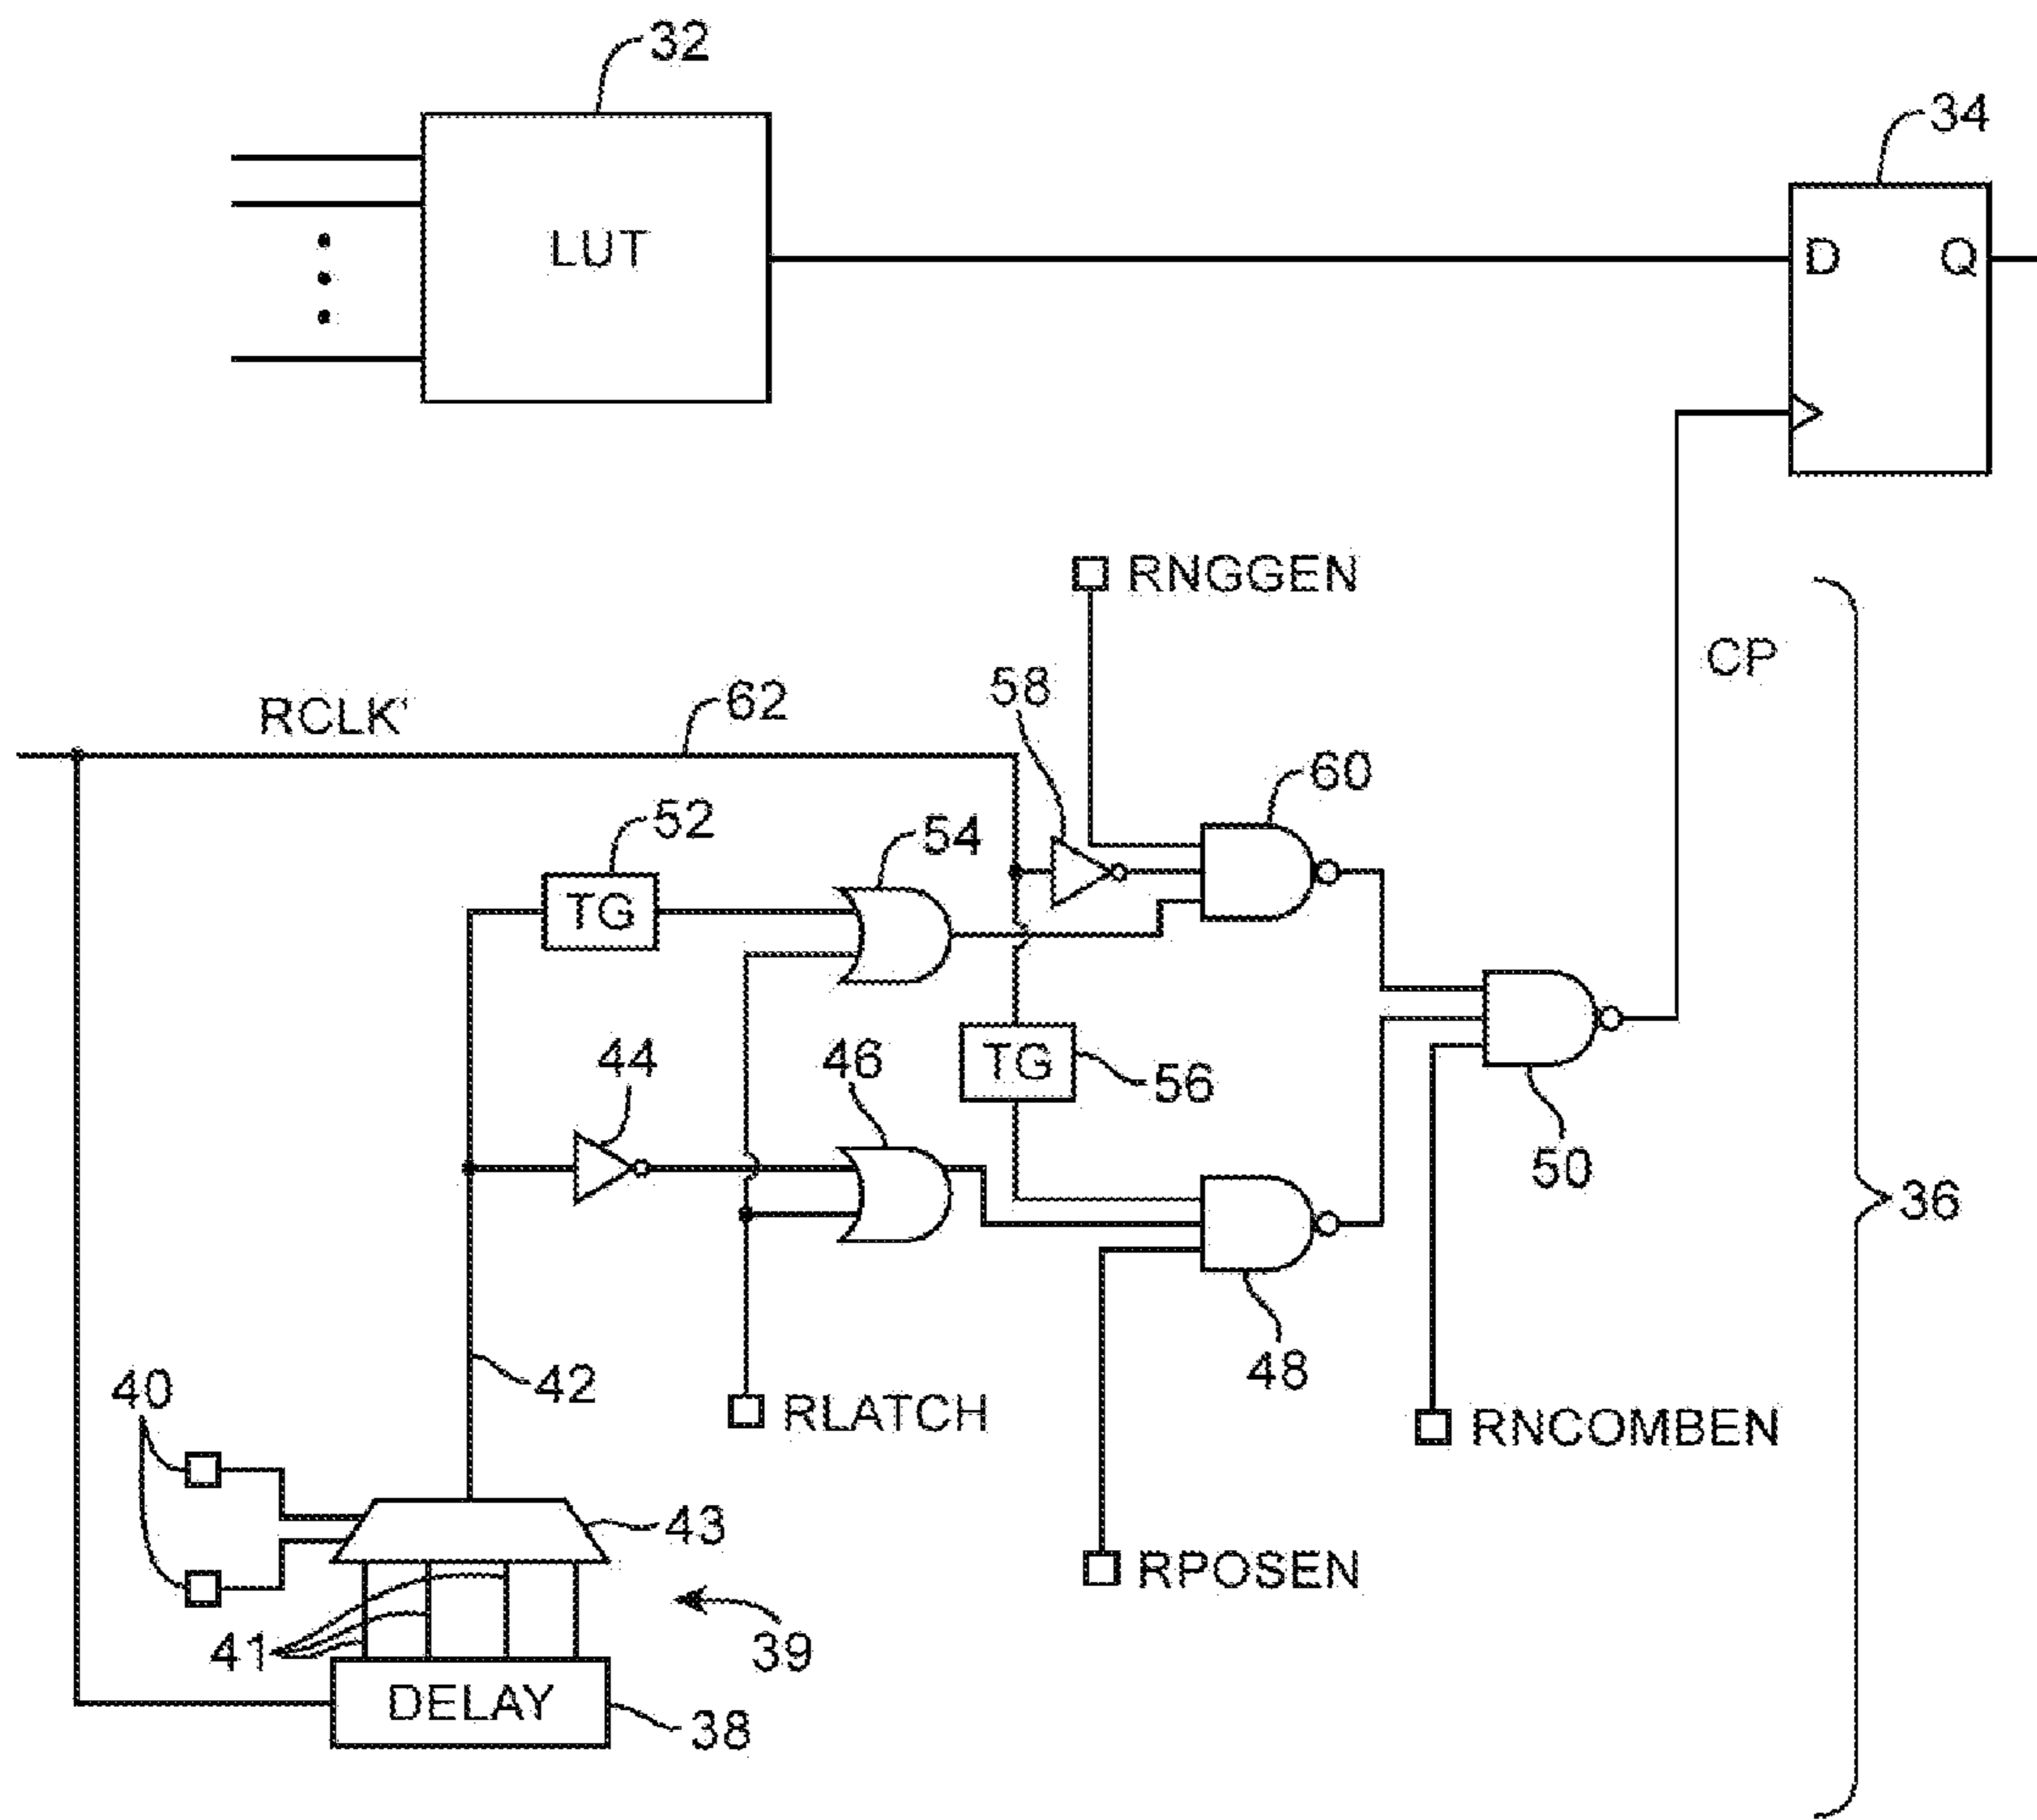 32
34
LUT
D Q
RNGGEN
CP
58
RCLK'
62
60
52
54
TG
44
46
TG
56
50
36
42
48
40
RLATCH
RNCOMBEN
43
RPOSEN
41
39
DELAY
38